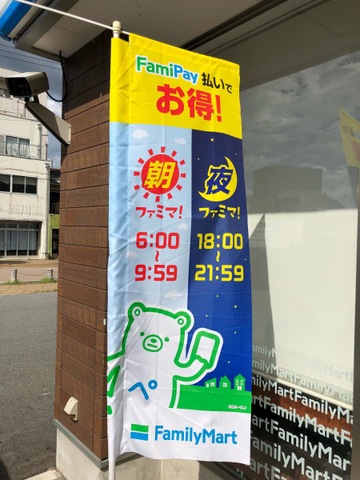 FamiPay 払いで
お得!
朝
ファミマ!
6:00
~
9:59
夜
ファミマ!
18:00
~
21:59
ペ
FamilyMart
FamilyMart
FamilyMartFamilyMart
FamilyMart
FamilyMart